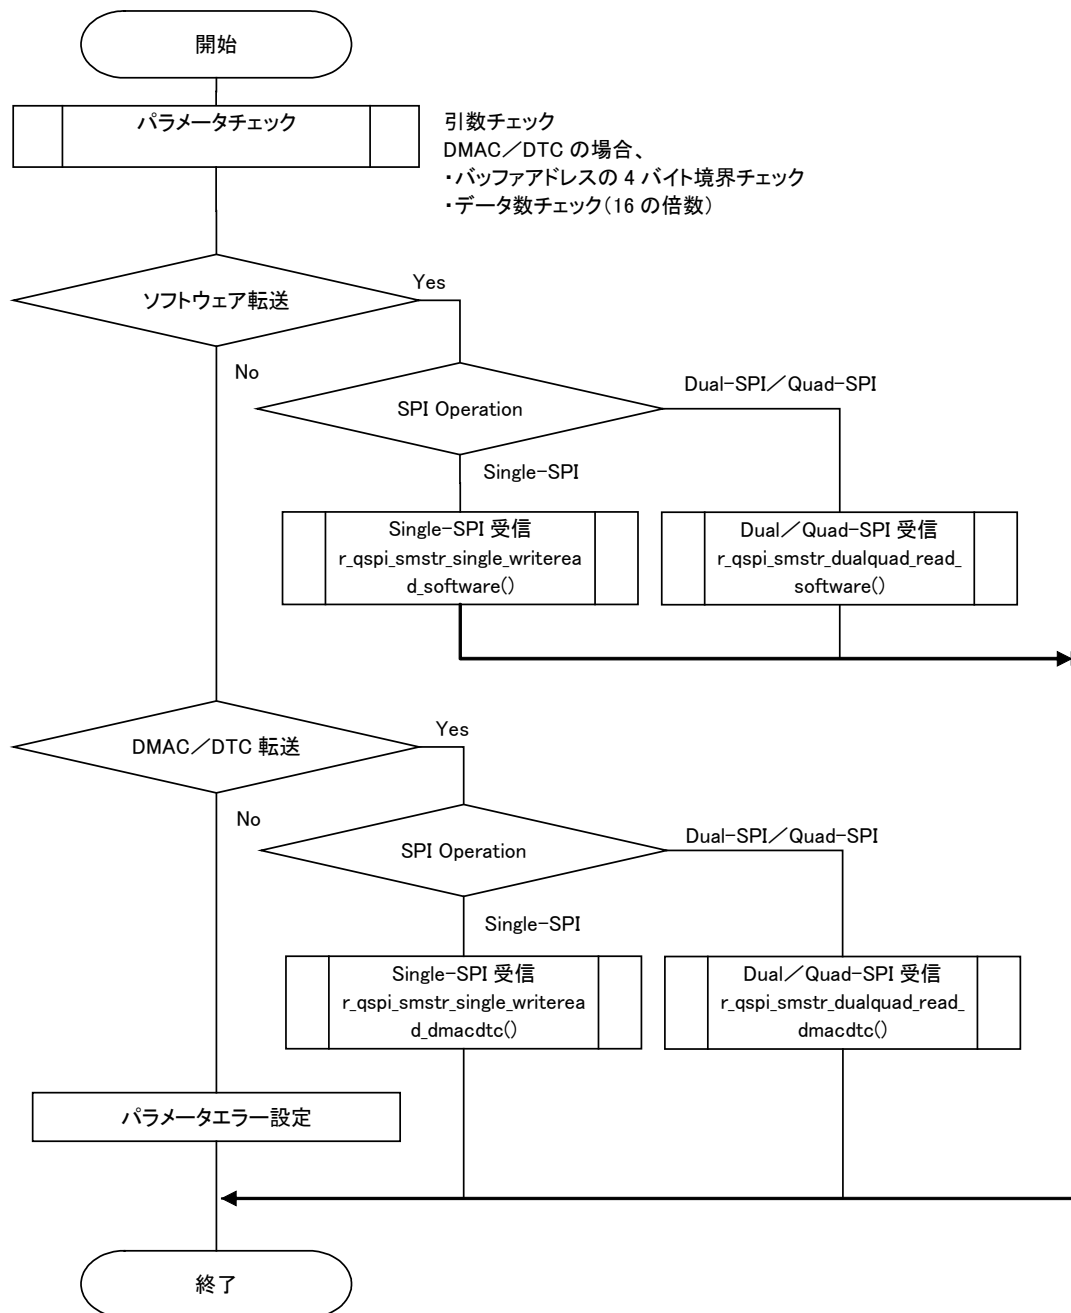 開始
パラメータチェック
引数チェック
DMAC/DTC の場合、
・バッファアドレスの 4 バイト境界チェック
・データ数チェック(16 の倍数)
ソフトウェア転送
Yes
No
SPI Operation
Dual-SPI/Quad-SPI
Single-SPI
Single-SPI 受信
r_qspi_smstr_single_writerea
d_software()
Dual/Quad-SPI 受信
r_qspi_smstr_dualquad_read_
software()
DMAC/DTC 転送
Yes
No
SPI Operation
Dual-SPI/Quad-SPI
Single-SPI
Single-SPI 受信
r_qspi_smstr_single_writerea
d_dmacdtc()
Dual/Quad-SPI 受信
r_qspi_smstr_dualquad_read_
dmacdtc()
パラメータエラー設定
終了